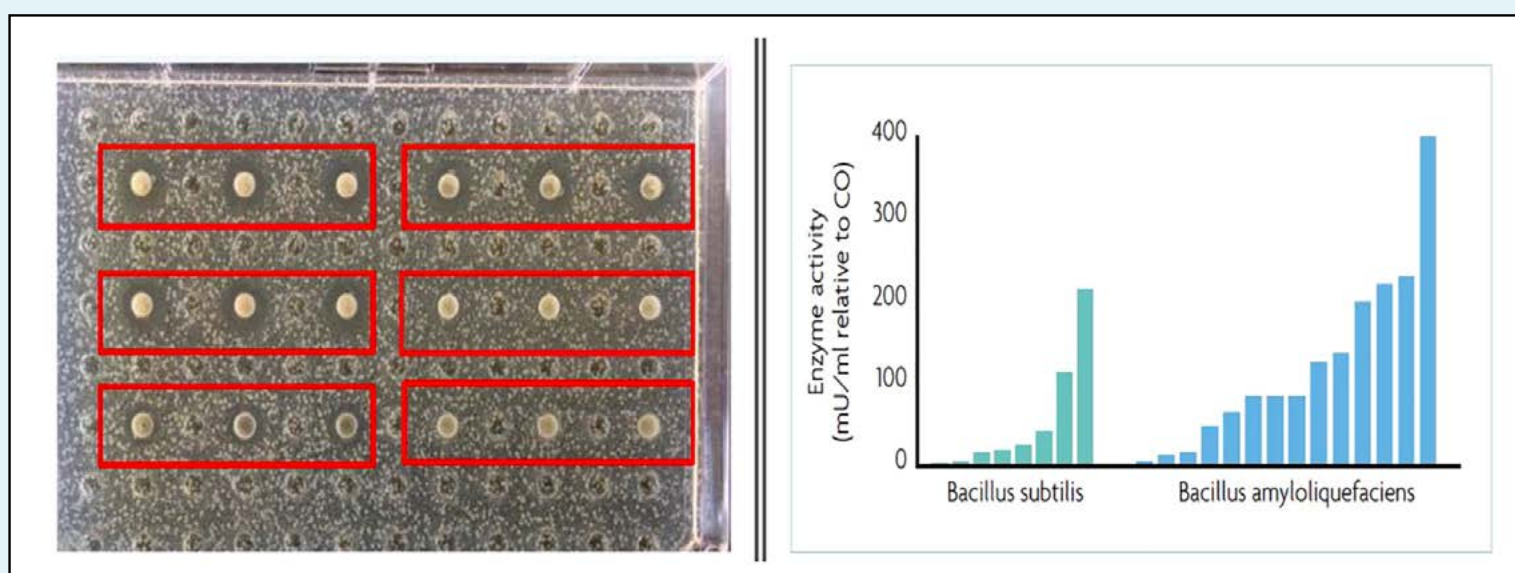 Enzyme activity
(mU/ml relative to CO)
400
300
200
100
0
Bacillus subtilis
Bacillus amyloliquefaciens